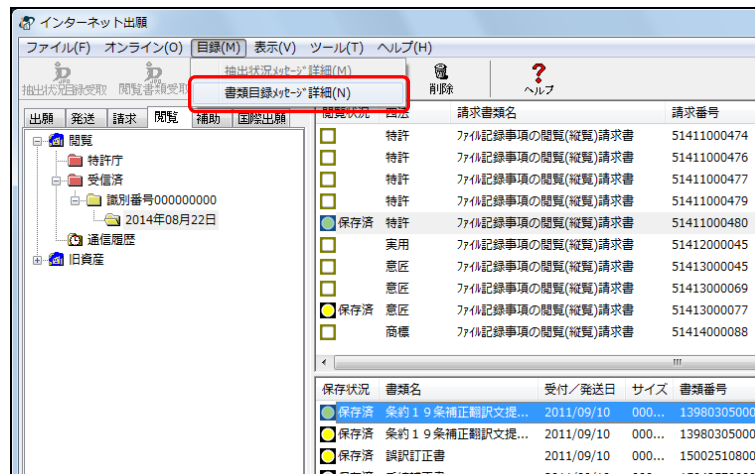 インターネット出願
ファイル(F) オンライン(O) 目録(M) 表示(V) ツール(T) ヘルプ(H)
抽出状況目録受取 閲覧書類受取 削除 ヘルプ
抽出状況ﾒｯｾｰｼﾞ詳細(M)
書類目録ﾒｯｾｰｼﾞ詳細(N)
出願 発送 請求 閲覧 補助 国際出願
閲覧
特許庁
受信済
識別番号000000000
2014年08月22日
通信履歴
旧資産
閲覧状況 四法 請求書類名 請求番号
特許 ﾌｧｲﾙ記録事項の閲覧(縦覧)請求書 51411000474
特許 ﾌｧｲﾙ記録事項の閲覧(縦覧)請求書 51411000476
特許 ﾌｧｲﾙ記録事項の閲覧(縦覧)請求書 51411000477
特許 ﾌｧｲﾙ記録事項の閲覧(縦覧)請求書 51411000479
保存済 特許 ﾌｧｲﾙ記録事項の閲覧(縦覧)請求書 51411000480
実用 ﾌｧｲﾙ記録事項の閲覧(縦覧)請求書 51412000045
意匠 ﾌｧｲﾙ記録事項の閲覧(縦覧)請求書 51413000045
意匠 ﾌｧｲﾙ記録事項の閲覧(縦覧)請求書 51413000069
保存済 意匠 ﾌｧｲﾙ記録事項の閲覧(縦覧)請求書 51413000077
商標 ﾌｧｲﾙ記録事項の閲覧(縦覧)請求書 51414000088
保存状況 書類名 受付／発送日 サイズ 書類番号
保存済 条約１９条補正翻訳文提... 2011/09/10 000... 13980305000
保存済 条約１９条補正翻訳文提... 2011/09/10 000... 13980305000
保存済 誤訳訂正書 2011/09/10 000... 15002510800